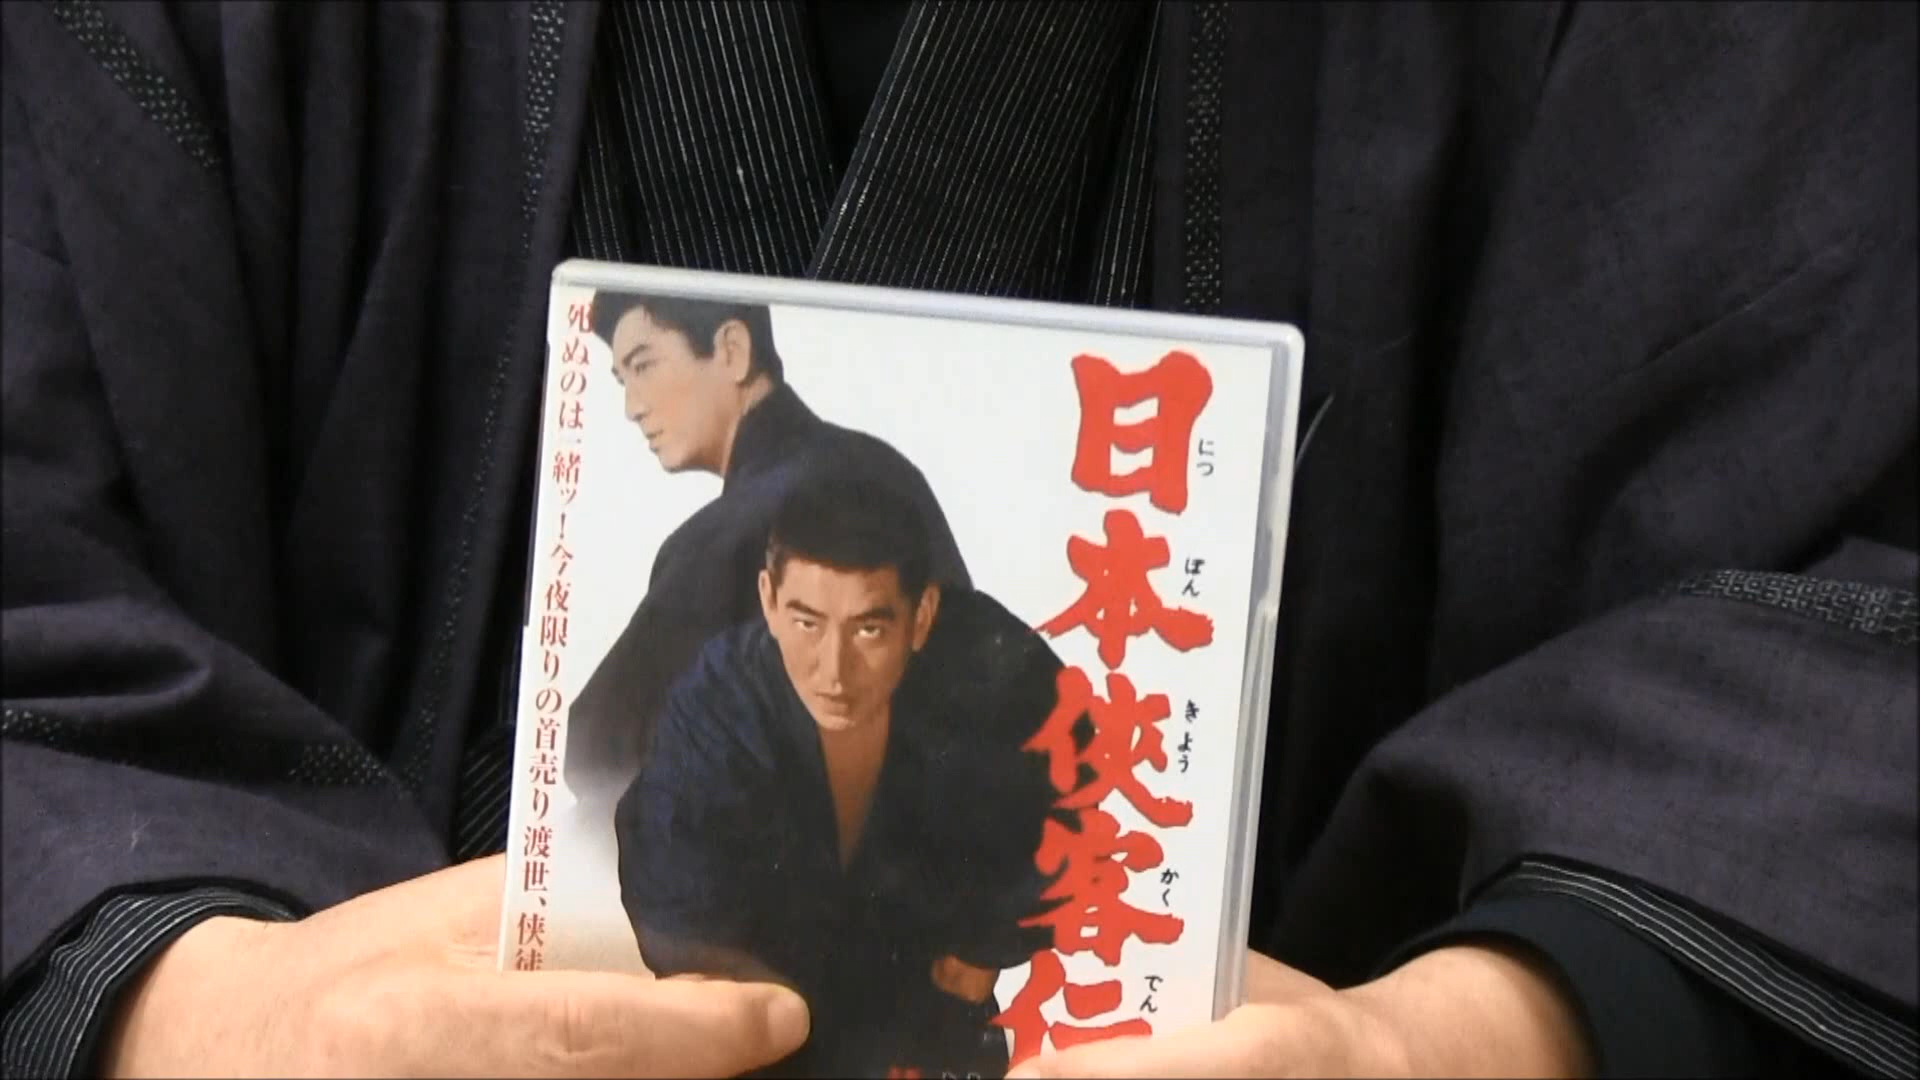 日本侠客伝
にっ ぽん きょう かく でん
死ぬのは一緒ッ！今夜限りの首売り渡世、侠徒